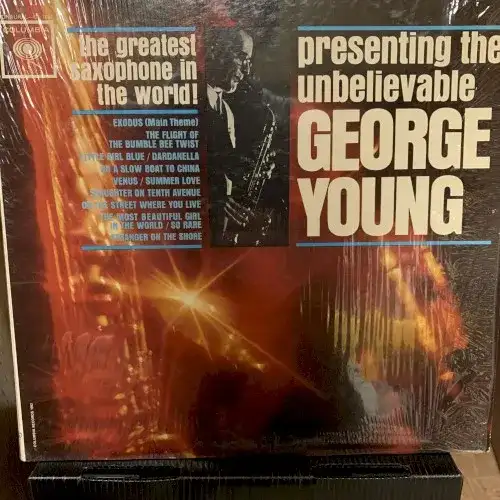 COLUMBIA
the greatest
saxophone in
the world!
EXODUS (Main Theme)
THE FLIGHT OF
THE BUMBLE BEE TWIST
LITTLE GIRL BLUE / DARDANELLA
ON A SLOW BOAT TO CHINA
VENUS / SUMMER LOVE
SLAUGHTER ON TENTH AVENUE
ON THE STREET WHERE YOU LIVE
THE MOST BEAUTIFUL GIRL
IN THE WORLD / SO RARE
STRANGER ON THE SHORE
presenting the
unbelievable
GEORGE
YOUNG